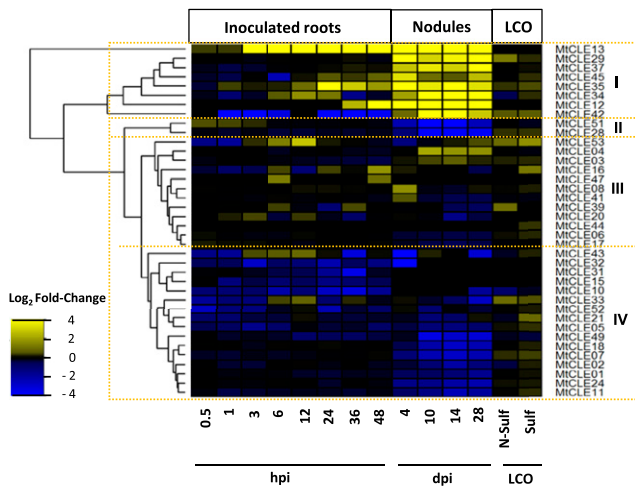 Inoculated roots Nodules LCO
MtCLE13
MtCLE29
MtCLE37
MtCLE45
MtCLE35
MtCLE34
MtCLE12
MtCLE42
I
MtCLE51
MtCLE28
II
MtCLE53
MtCLE04
MtCLE03
MtCLE16
MtCLE47
MtCLE08
MtCLE41
MtCLE39
MtCLE20
MtCLE44
MtCLE06
MtCLE17
III
MtCLE43
MtCLE32
MtCLE31
MtCLE15
MtCLE10
MtCLE33
MtCLE52
MtCLE21
MtCLE05
MtCLE49
MtCLE18
MtCLE07
MtCLE02
MtCLE01
MtCLE24
MtCLE11
IV
Log2 Fold-Change
4
2
0
- 2
- 4
0.5 1 3 6 12 24 36 48 4 10 14 28 N-Sulf Sulf
hpi dpi LCO